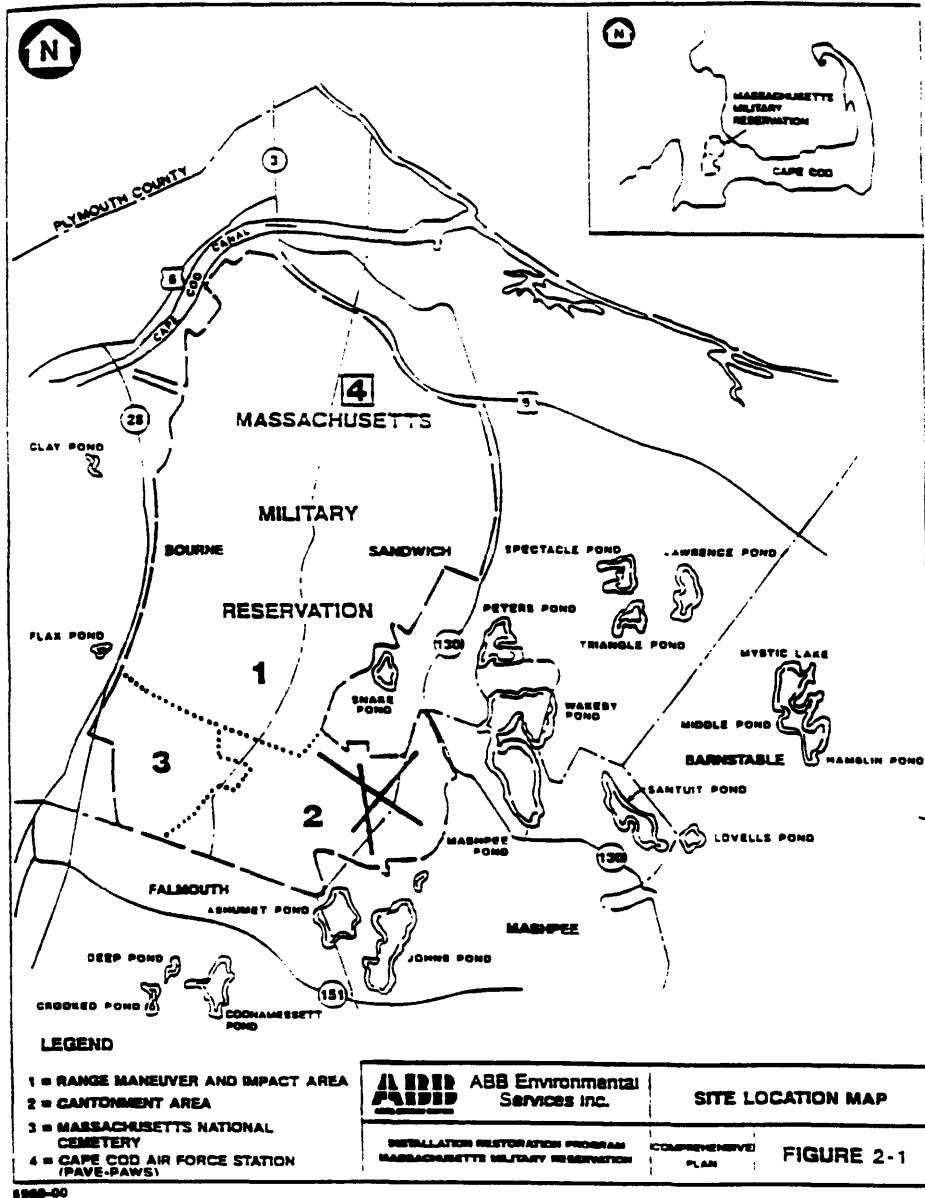 N
N
MASSACHUSETTS
MILITARY
RESERVATION
CAPE COD
PLYMOUTH COUNTY
3
6
CAPE COD CANAL
28
4
MASSACHUSETTS
CLAY POND
MILITARY
BOURNE
SANDWICH
SPECTACLE POND
LAWRENCE POND
RESERVATION
PETERS POND
FLAX POND
130
TRIANGLE POND
1
MYSTIC LAKE
SNAKE
POND
WAKEBY
POND
MIDDLE POND
3
BARNSTABLE
HAMBLIN POND
SANTUIT POND
2
MASHPEE
POND
LOVELLS POND
130
FALMOUTH
ASHUMET POND
MASHPEE
DEEP POND
JOHNS POND
CROOKED POND
151
COONAMESSETT
POND
LEGEND
1 = RANGE MANEUVER AND IMPACT AREA
2 = CANTONMENT AREA
3 = MASSACHUSETTS NATIONAL
CEMETERY
4 = CAPE COD AIR FORCE STATION
(PAVE-PAWS)
ABB
ABB Environmental
Services Inc.
SITE LOCATION MAP
INSTALLATION RESTORATION PROGRAM
MASSACHUSETTS MILITARY RESERVATION
COMPREHENSIVE
PLAN
FIGURE 2-1